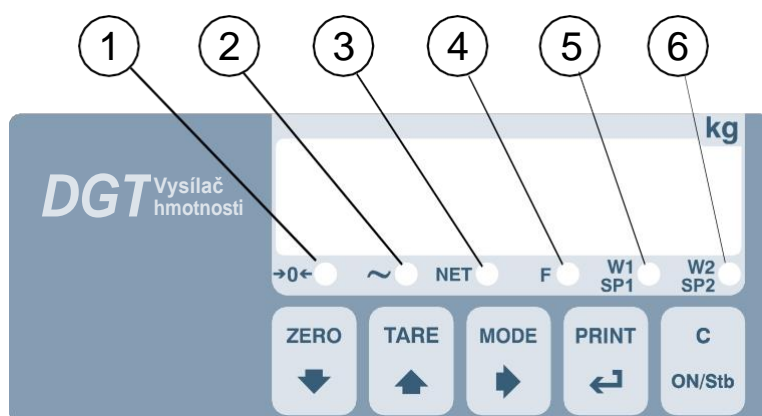 1 2 3 4 5 6
kg
DGT Vysílač
hmotnosti
→0← ~ NET F W1 W2
SP1 SP2
ZERO TARE MODE PRINT C
ON/Stb